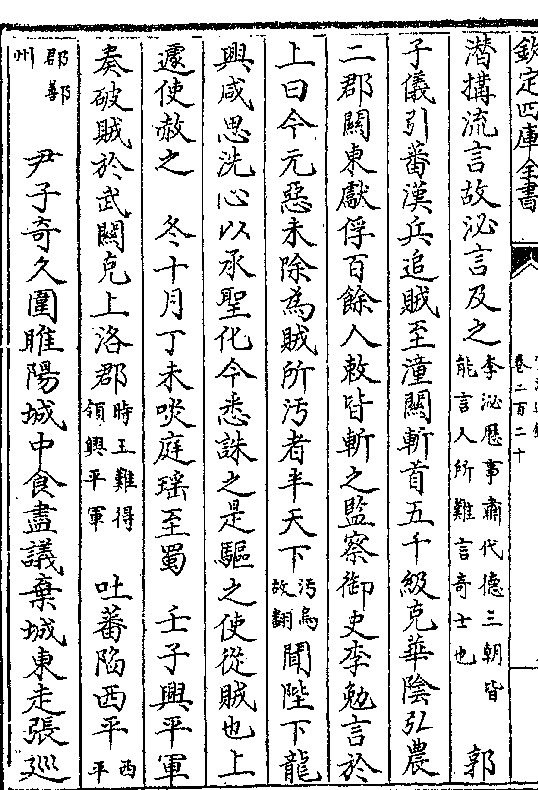 欽定四庫全書
卷二百二十
潛搆流言故泌言及之李泌歷事肅代德三朝皆能言人所難言奇士也 郭
子儀引蕃漢兵追賊至潼關斬首五千級克華陰弘農
二郡關東獻俘百餘人敕皆斬之監察御史李勉言於
上曰今元惡未除為賊所汚者半天下汚烏故翻聞陛下龍
興咸思洗心以承聖化今悉誅之是驅之使從賊也上
遽使赦之 冬十月丁未啖庭瑶至蜀 壬子興平軍
奏破賊於武關克上洛郡時王難得領興平軍 吐蕃陷西平西平
郡鄯州 尹子奇久圍睢陽城中食盡議棄城東走張巡